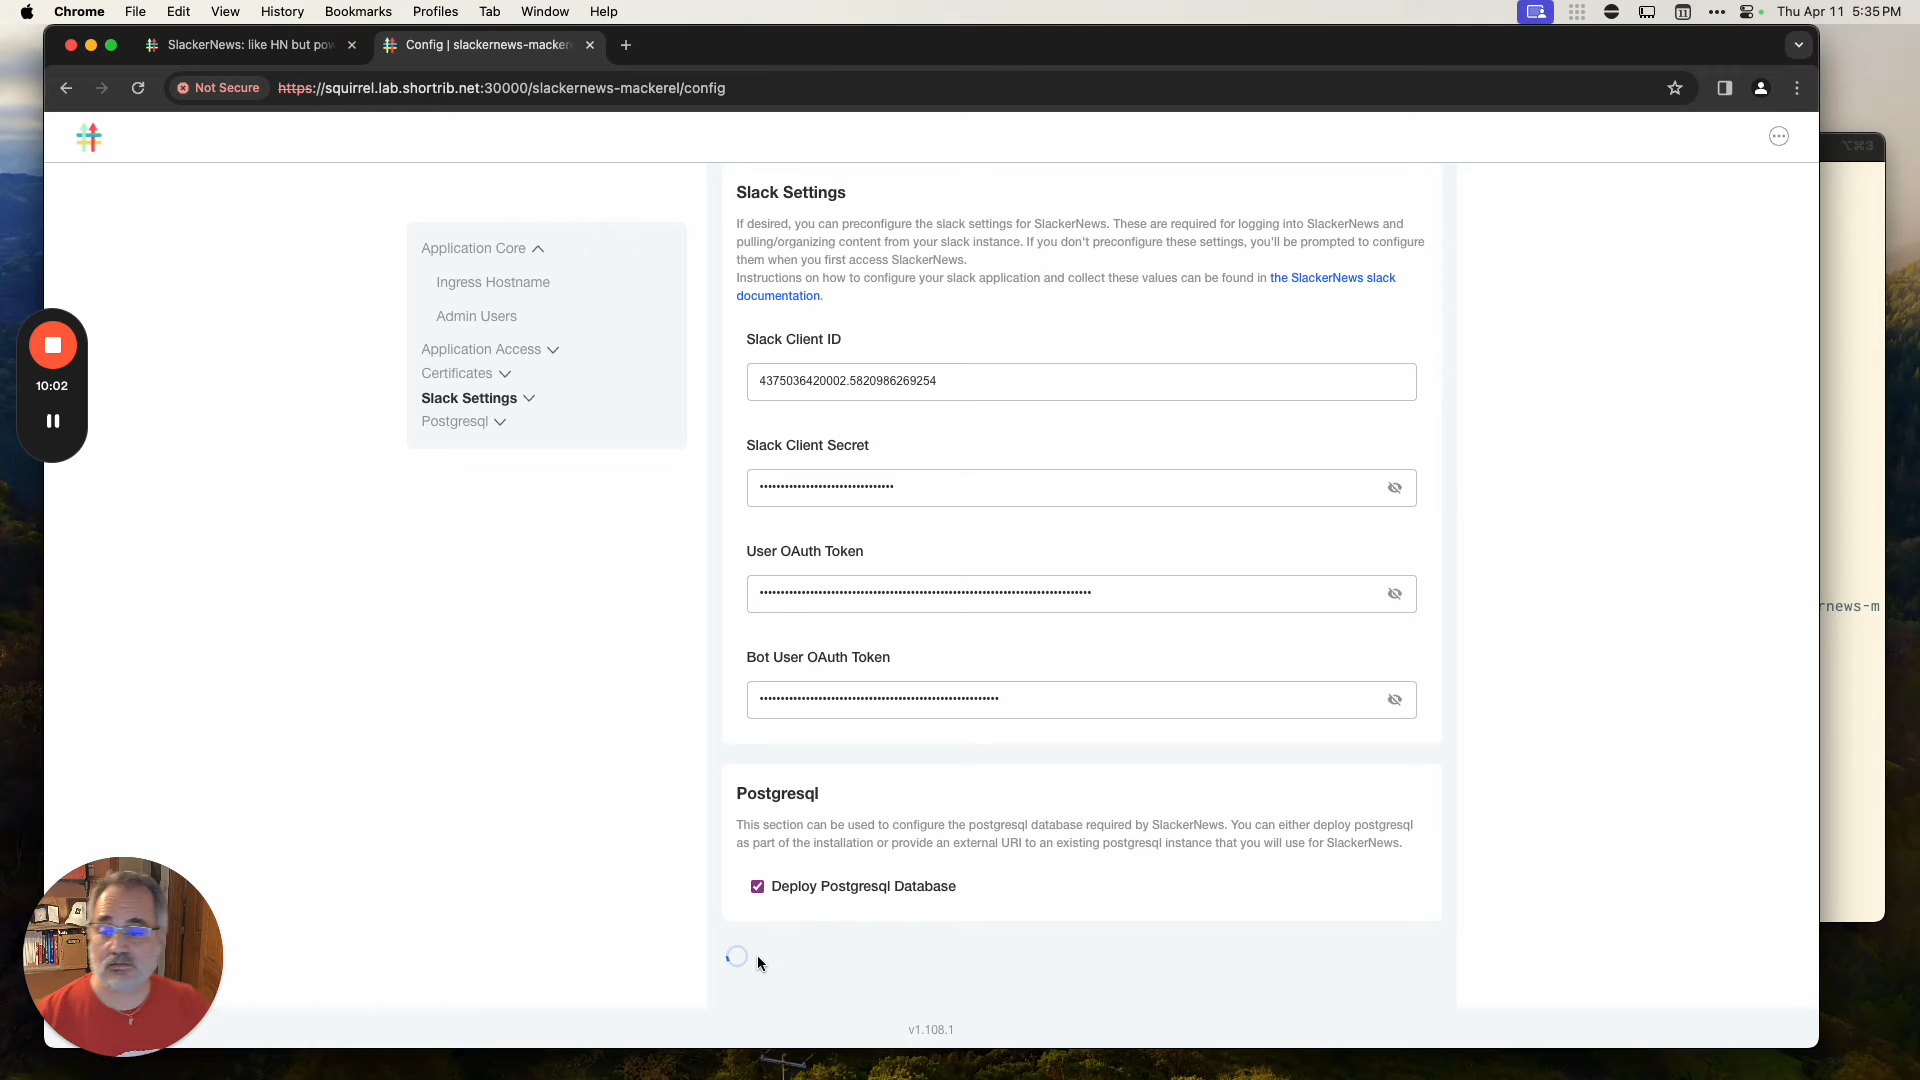 Chrome File Edit View History Bookmarks Profiles Tab Window Help
11
Thu Apr 11 5:35 PM
SlackerNews: like HN but pow
Config | slackernews-macker
Not Secure
https://squirrel.lab.shortrib.net:30000/slackernews-mackerel/config
⌥⌘3
Application Core
Ingress Hostname
Admin Users
Application Access
Certificates
Slack Settings
Postgresql
10:02
Slack Settings
If desired, you can preconfigure the slack settings for SlackerNews. These are required for logging into SlackerNews and
pulling/organizing content from your slack instance. If you don't preconfigure these settings, you'll be prompted to configure
them when you first access SlackerNews.
Instructions on how to configure your slack application and collect these values can be found in the SlackerNews slack
documentation.
Slack Client ID
4375036420002.5820986269254
Slack Client Secret
User OAuth Token
Bot User OAuth Token
Postgresql
This section can be used to configure the postgresql database required by SlackerNews. You can either deploy postgresql
as part of the installation or provide an external URI to an existing postgresql instance that you will use for SlackerNews.
Deploy Postgresql Database
v1.108.1
rnews-m